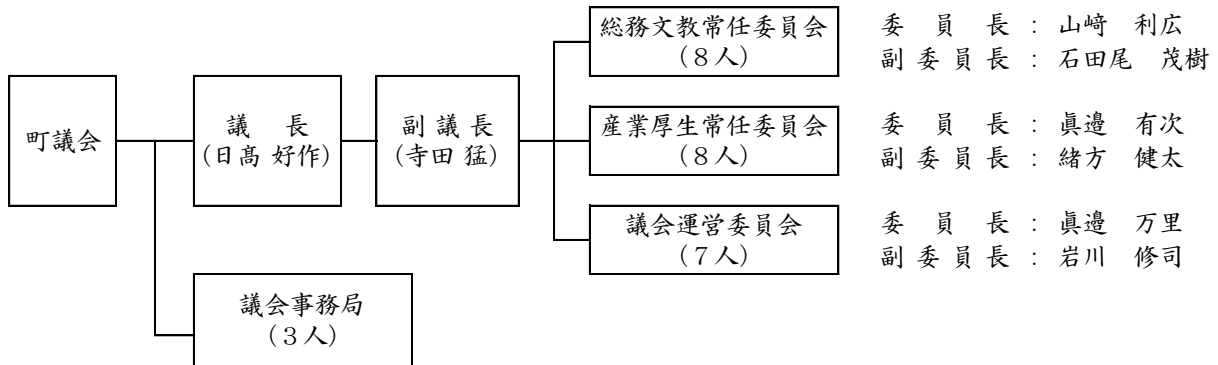 町議会
議　長
(日髙 好作)
副 議 長
(寺田 猛)
総務文教常任委員会
(8人)
委　員　長 ： 山﨑　利広
副 委 員 長 ： 石田尾　茂樹
産業厚生常任委員会
(8人)
委　員　長 ： 眞邉　有次
副 委 員 長 ： 緒方　健太
議会運営委員会
(7人)
委　員　長 ： 眞邉　万里
副 委 員 長 ： 岩川　修司
議会事務局
(3人)